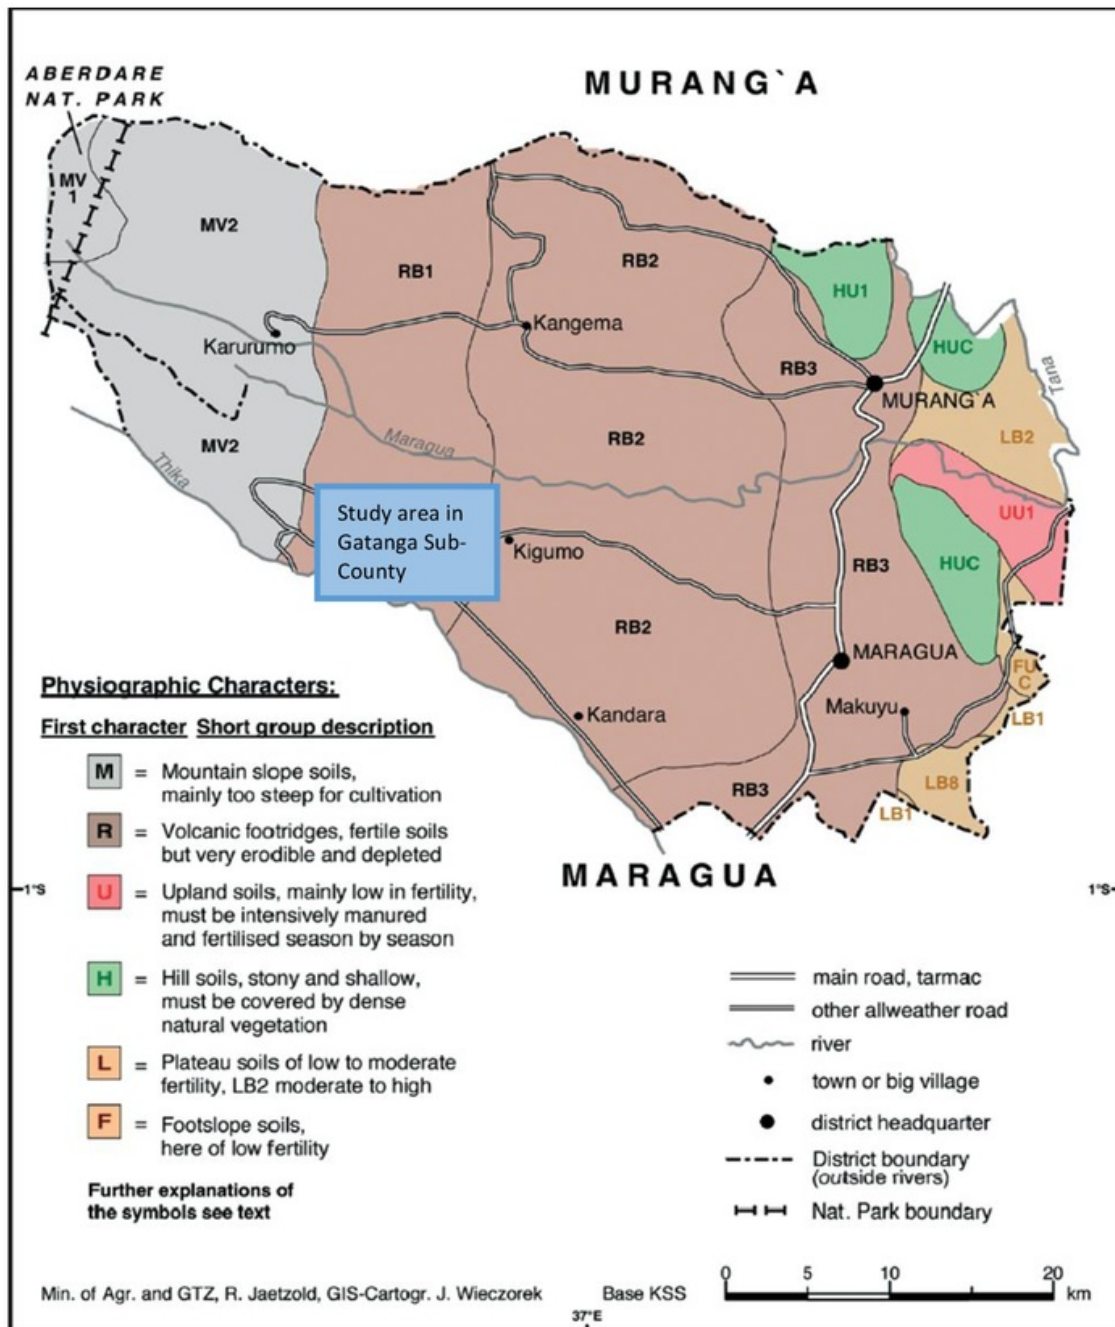 ABERDARE
NAT. PARK
MURANG`A
MV
1
MV2
RB1
RB2
HU1
HUC
Karurumo
Kangema
RB3
MURANG`A
Tana
LB2
MV2
Maragua
RB2
Thika
UU1
Study area in
Gatanga Sub-
County
Kigumo
RB3
HUC
RB2
MARAGUA
FU
C
LB1
Kandara
Makuyu
RB3
LB8
LB1
MARAGUA
1°S
1°S
Physiographic Characters:
First character Short group description
M = Mountain slope soils,
mainly too steep for cultivation
R = Volcanic footridges, fertile soils
but very erodible and depleted
U = Upland soils, mainly low in fertility,
must be intensively manured
and fertilised season by season
H = Hill soils, stony and shallow,
must be covered by dense
natural vegetation
L = Plateau soils of low to moderate
fertility, LB2 moderate to high
F = Footslope soils,
here of low fertility
Further explanations of
the symbols see text
main road, tarmac
other allweather road
river
town or big village
district headquarter
District boundary
(outside rivers)
Nat. Park boundary
Min. of Agr. and GTZ, R. Jaetzold, GIS-Cartogr. J. Wieczorek
Base KSS
0 5 10 20
km
37°E